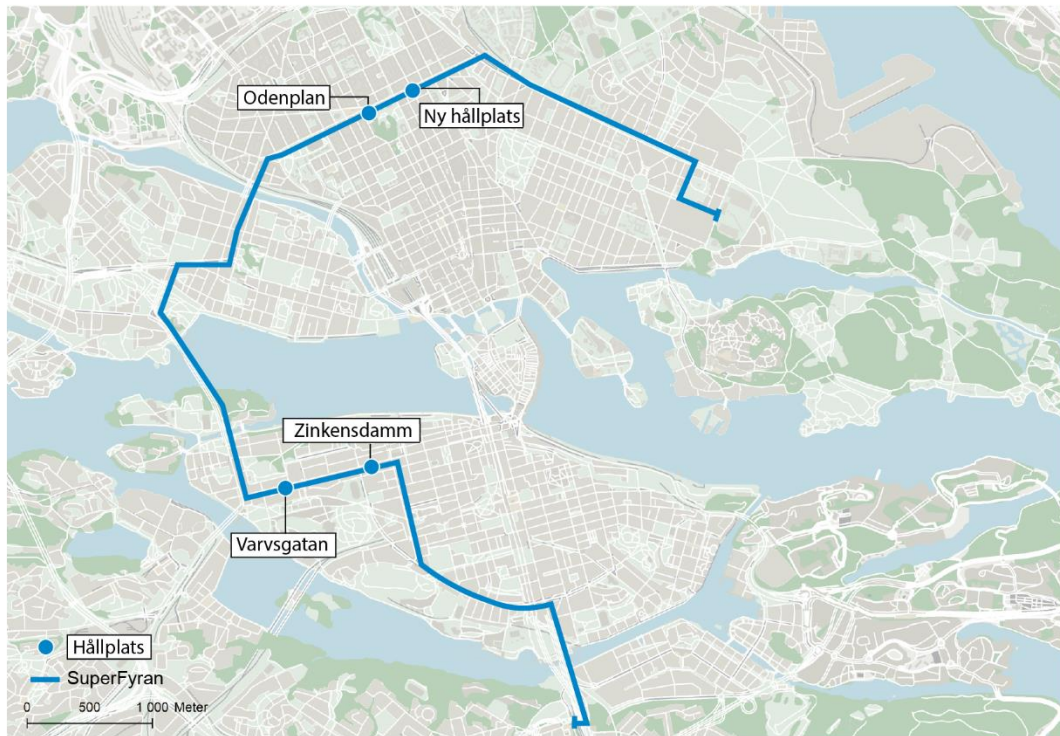 Odenplan
Ny hållplats
Zinkensdamm
Varvsgatan
Hållplats
SuperFyran
0 500 1 000 Meter